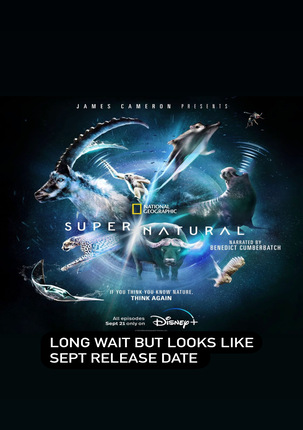 JAMES CAMERON PRESENTS
NATIONAL
GEOGRAPHIC
SUPER NATURAL
NARRATED BY
BENEDICT CUMBERBATCH
IF YOU THINK YOU KNOW NATURE,
THINK AGAIN
All episodes
Sept 21 only on
Disney+
LONG WAIT BUT LOOKS LIKE
SEPT RELEASE DATE